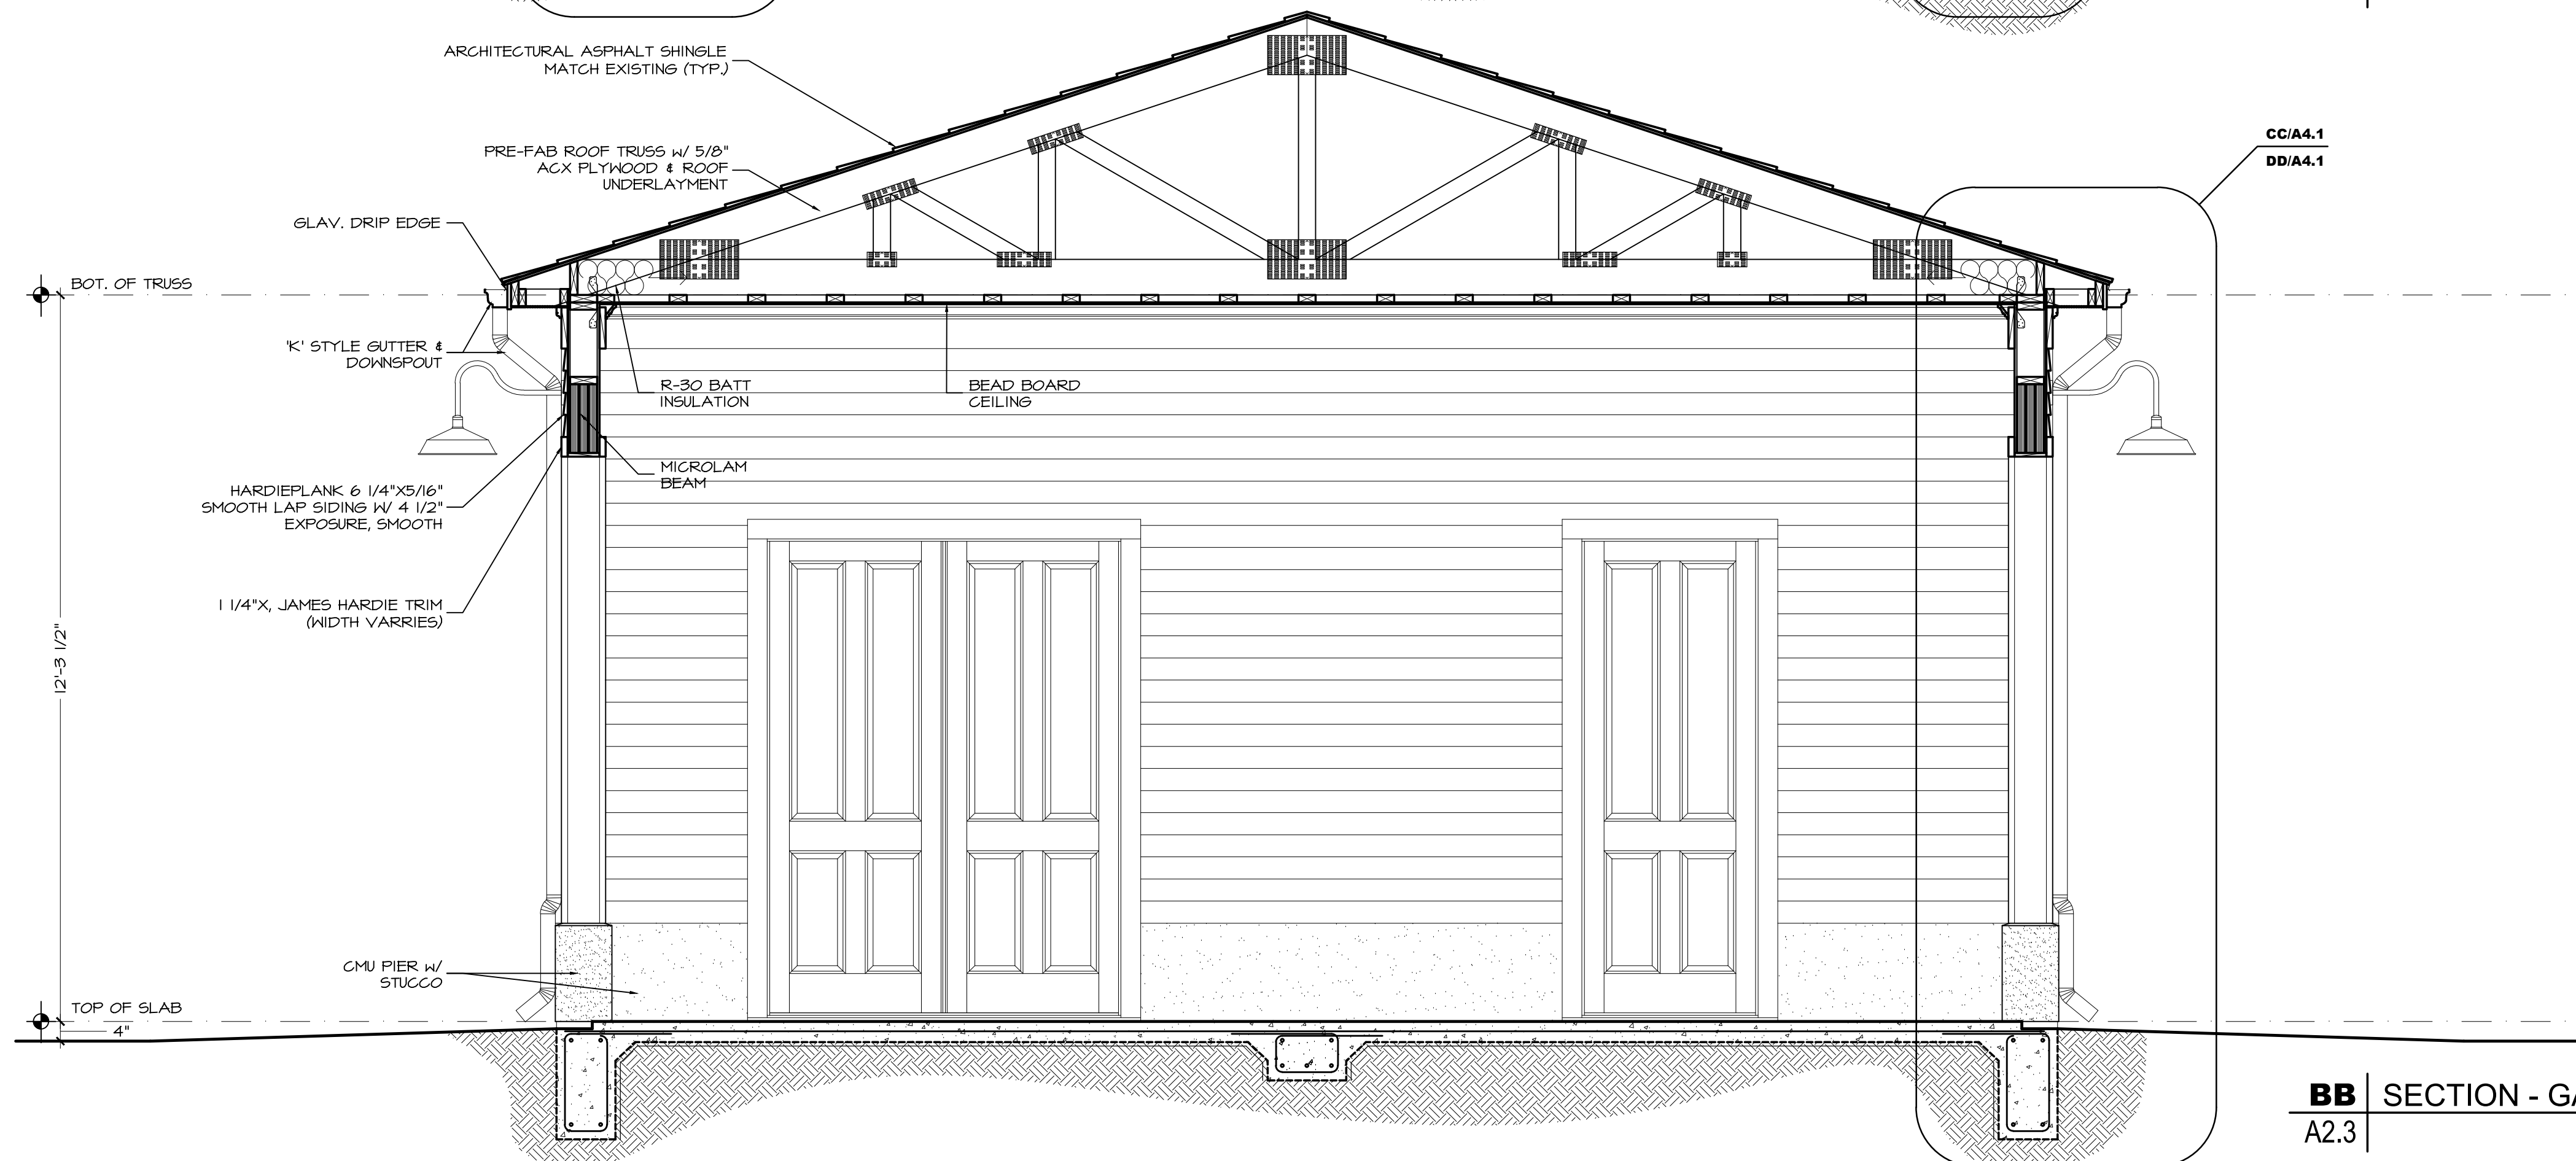 ARCHITECTURAL ASPHALT SHINGLE
MATCH EXISTING (TYP.)
PRE-FAB ROOF TRUSS W/ 5/8"
ACX PLYWOOD & ROOF
UNDERLAYMENT
GLAV. DRIP EDGE
BOT. OF TRUSS
'K' STYLE GUTTER &
DOWNSPOUT
R-30 BATT
INSULATION
BEAD BOARD
CEILING
MICROLAM
BEAM
HARDIEPLANK 6 1/4"X5/16"
SMOOTH LAP SIDING W/ 4 1/2"
EXPOSURE, SMOOTH
1 1/4"X, JAMES HARDIE TRIM
(WIDTH VARRIES)
12'-3 1/2"
CMU PIER W/
STUCCO
TOP OF SLAB
4"
CC/A4.1
DD/A4.1
BB SECTION - GA
A2.3